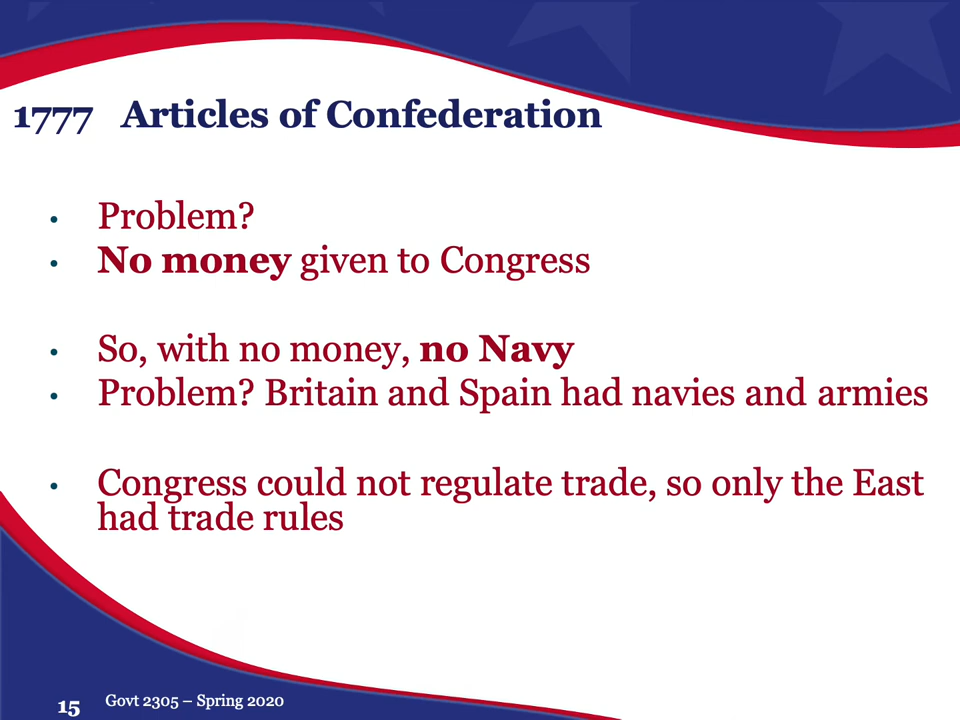 1777 Articles of Confederation
• Problem?
• No money given to Congress
• So, with no money, no Navy
• Problem? Britain and Spain had navies and armies
• Congress could not regulate trade, so only the East
had trade rules
15 Govt 2305 – Spring 2020